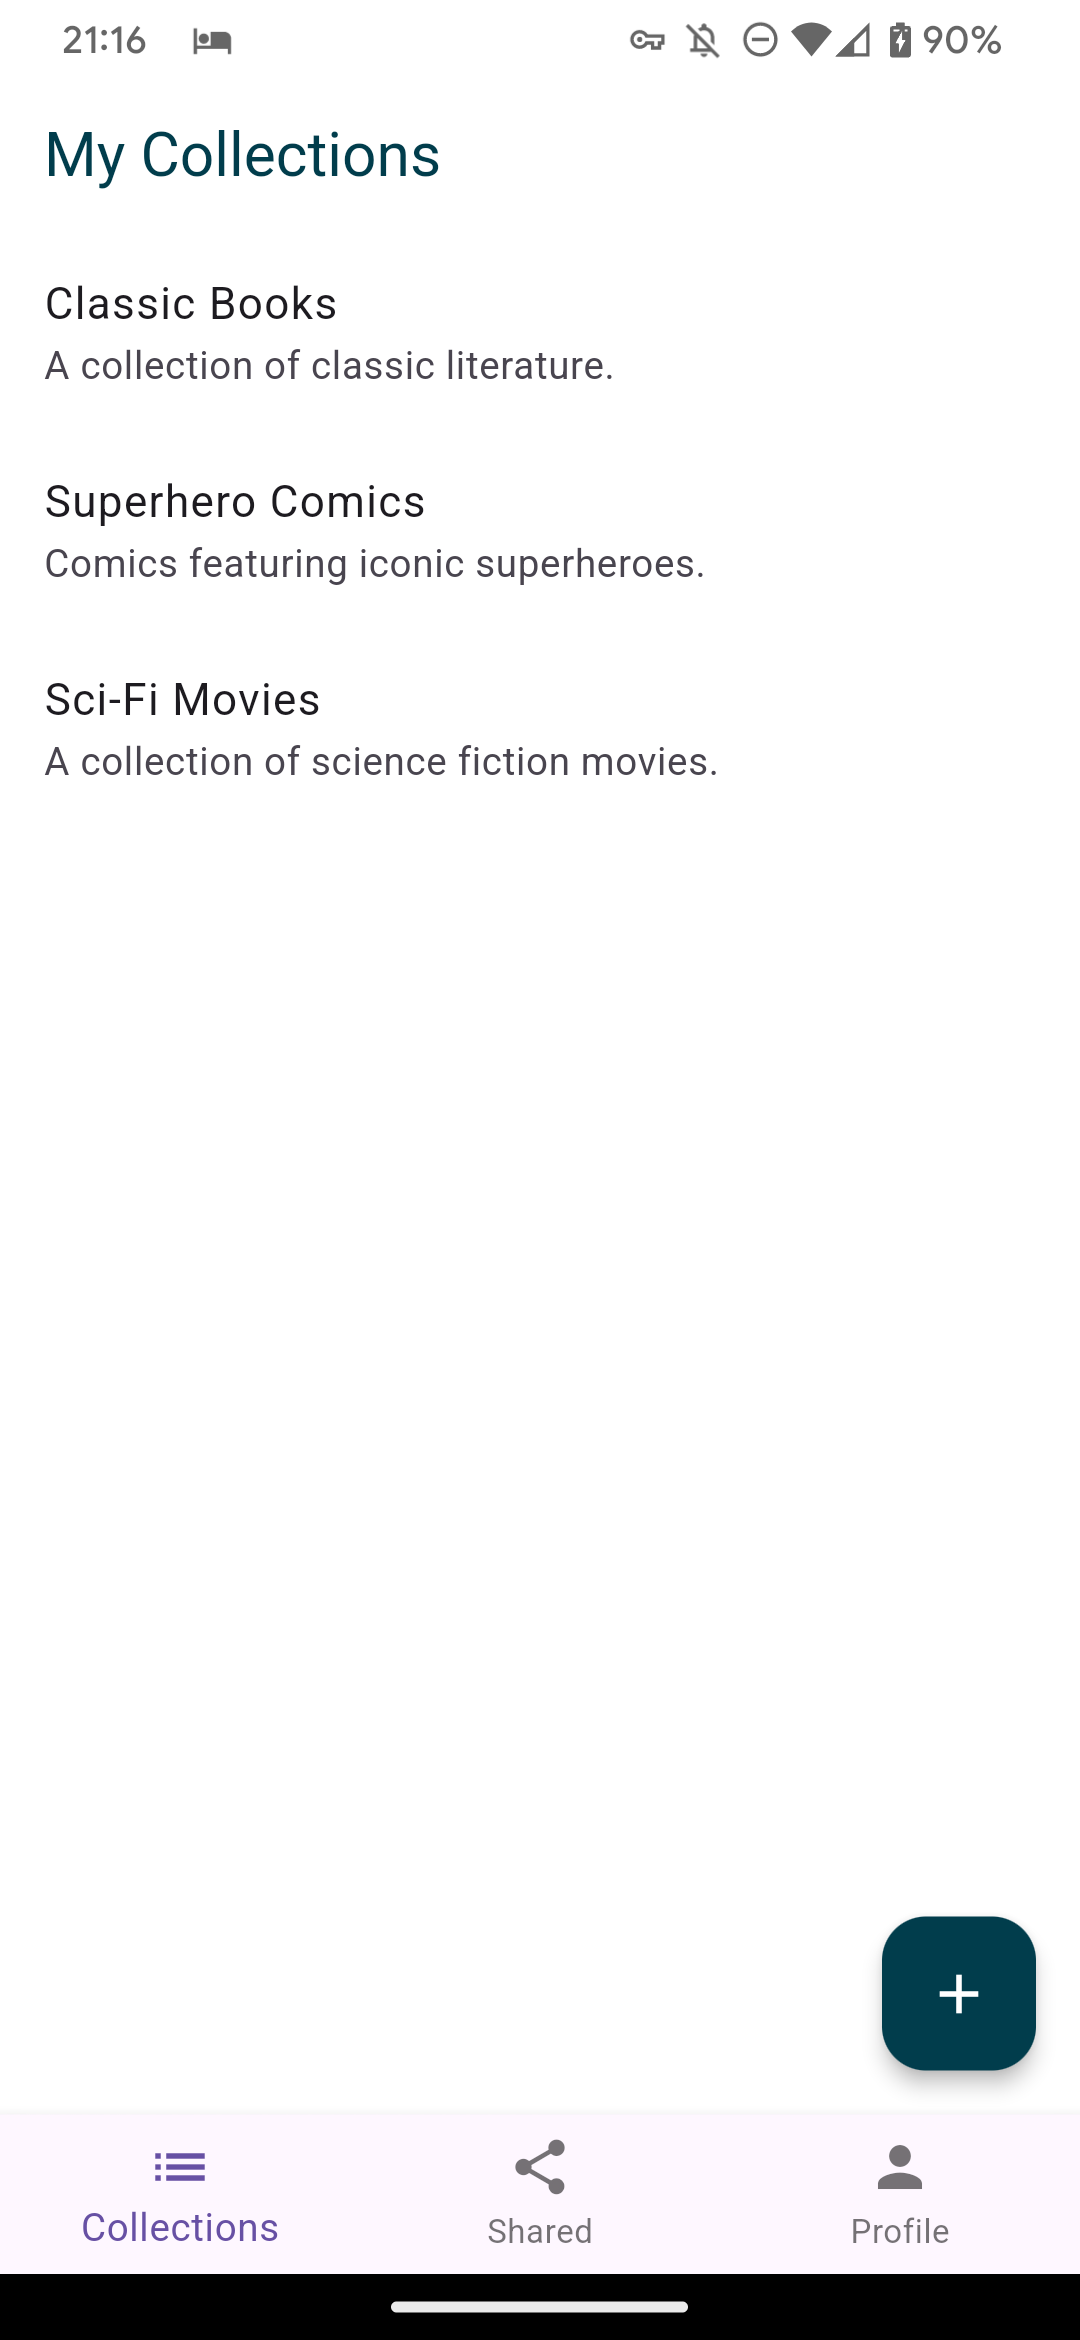 21:16 90%
My Collections
Classic Books
A collection of classic literature.
Superhero Comics
Comics featuring iconic superheroes.
Sci-Fi Movies
A collection of science fiction movies.
Collections Shared Profile